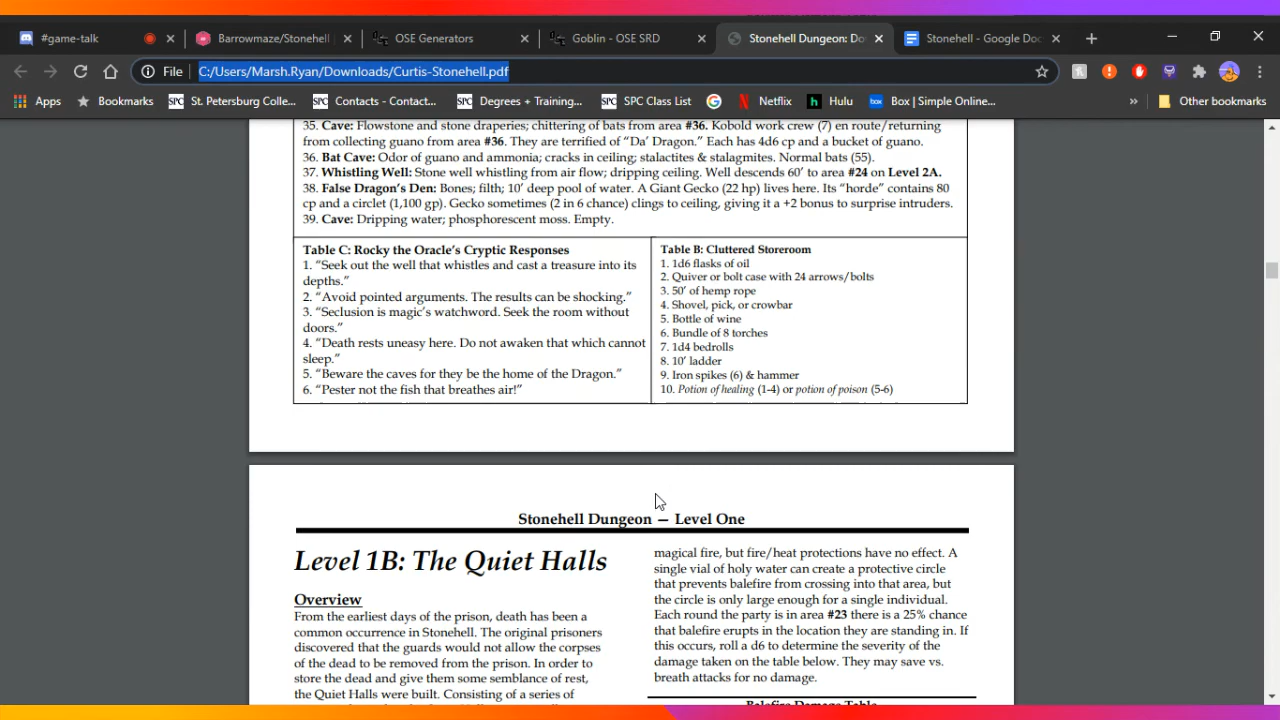 #game-talk
Barrowmaze/Stonehell
OSE Generators
Goblin - OSE SRD
Stonehell Dungeon: Do
Stonehell - Google Doc
File
C:/Users/Marsh.Ryan/Downloads/Curtis-Stonehell.pdf
Apps
Bookmarks
SPC St. Petersburg Colle...
SPC Contacts - Contact...
SPC Degrees + Training...
SPC SPC Class List
Netflix
h Hulu
box Box | Simple Online...
»
Other bookmarks
35. Cave: Flowstone and stone draperies; chittering of bats from area #36. Kobold work crew (7) en route/returning
from collecting guano from area #36. They are terrified of “Da’ Dragon.” Each has 4d6 cp and a bucket of guano.
36. Bat Cave: Odor of guano and ammonia; cracks in ceiling; stalactites & stalagmites. Normal bats (55).
37. Whistling Well: Stone well whistling from air flow; dripping ceiling. Well descends 60’ to area #24 on Level 2A.
38. False Dragon’s Den: Bones; filth; 10’ deep pool of water. A Giant Gecko (22 hp) lives here. Its “horde” contains 80
cp and a circlet (1,100 gp). Gecko sometimes (2 in 6 chance) clings to ceiling, giving it a +2 bonus to surprise intruders.
39. Cave: Dripping water; phosphorescent moss. Empty.
Table C: Rocky the Oracle’s Cryptic Responses
1. “Seek out the well that whistles and cast a treasure into its
depths.”
2. “Avoid pointed arguments. The results can be shocking.”
3. “Seclusion is magic’s watchword. Seek the room without
doors.”
4. “Death rests uneasy here. Do not awaken that which cannot
sleep.”
5. “Beware the caves for they be the home of the Dragon.”
6. “Pester not the fish that breathes air!”
Table B: Cluttered Storeroom
1. 1d6 flasks of oil
2. Quiver or bolt case with 24 arrows/bolts
3. 50’ of hemp rope
4. Shovel, pick, or crowbar
5. Bottle of wine
6. Bundle of 8 torches
7. 1d4 bedrolls
8. 10’ ladder
9. Iron spikes (6) & hammer
10. Potion of healing (1-4) or potion of poison (5-6)
Stonehell Dungeon — Level One
Level 1B: The Quiet Halls
Overview
From the earliest days of the prison, death has been a
common occurrence in Stonehell. The original prisoners
discovered that the guards would not allow the corpses
of the dead to be removed from the prison. In order to
store the dead and give them some semblance of rest,
the Quiet Halls were built. Consisting of a series of
magical fire, but fire/heat protections have no effect. A
single vial of holy water can create a protective circle
that prevents balefire from crossing into that area, but
the circle is only large enough for a single individual.
Each round the party is in area #23 there is a 25% chance
that balefire erupts in the location they are standing in. If
this occurs, roll a d6 to determine the severity of the
damage taken on the table below. They may save vs.
breath attacks for no damage.
Balefire Damage Table